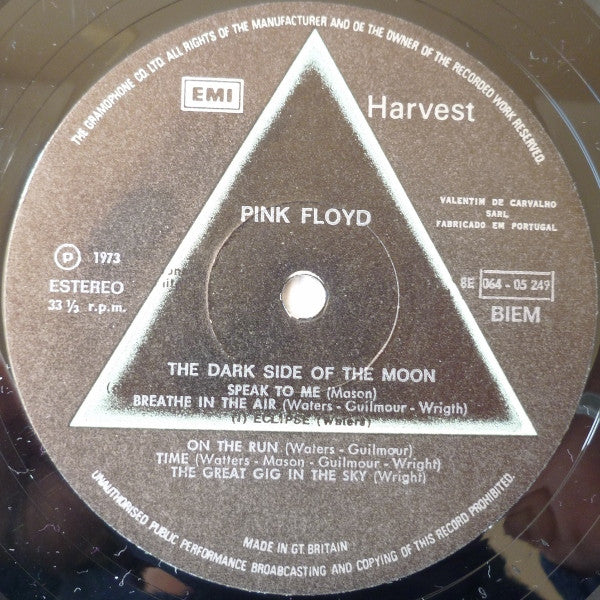 THE GRAMOPHONE CO. LTD. ALL RIGHTS OF THE MANUFACTURER AND OE THE OWNER OF THE RECORDED WORK RESERVED.
EMI
Harvest
PINK FLOYD
VALENTIM DE CARVALHO
SARL
FABRICADO EM PORTUGAL
P 1973
ESTEREO
33 ⅓ r.p.m.
8E 064 - 05 249
BIEM
THE DARK SIDE OF THE MOON
SPEAK TO ME (Mason)
BREATHE IN THE AIR (Waters - Guilmour - Wrigth)
ECLIPSE (Waters)
ON THE RUN (Waters - Guilmour)
TIME (Watters - Mason - Guilmour - Wright)
THE GREAT GIG IN THE SKY (Wright)
MADE IN GT. BRITAIN
UNAUTHORISED PUBLIC PERFORMANCE BROADCASTING AND COPYING OF THIS RECORD PROHIBITED.